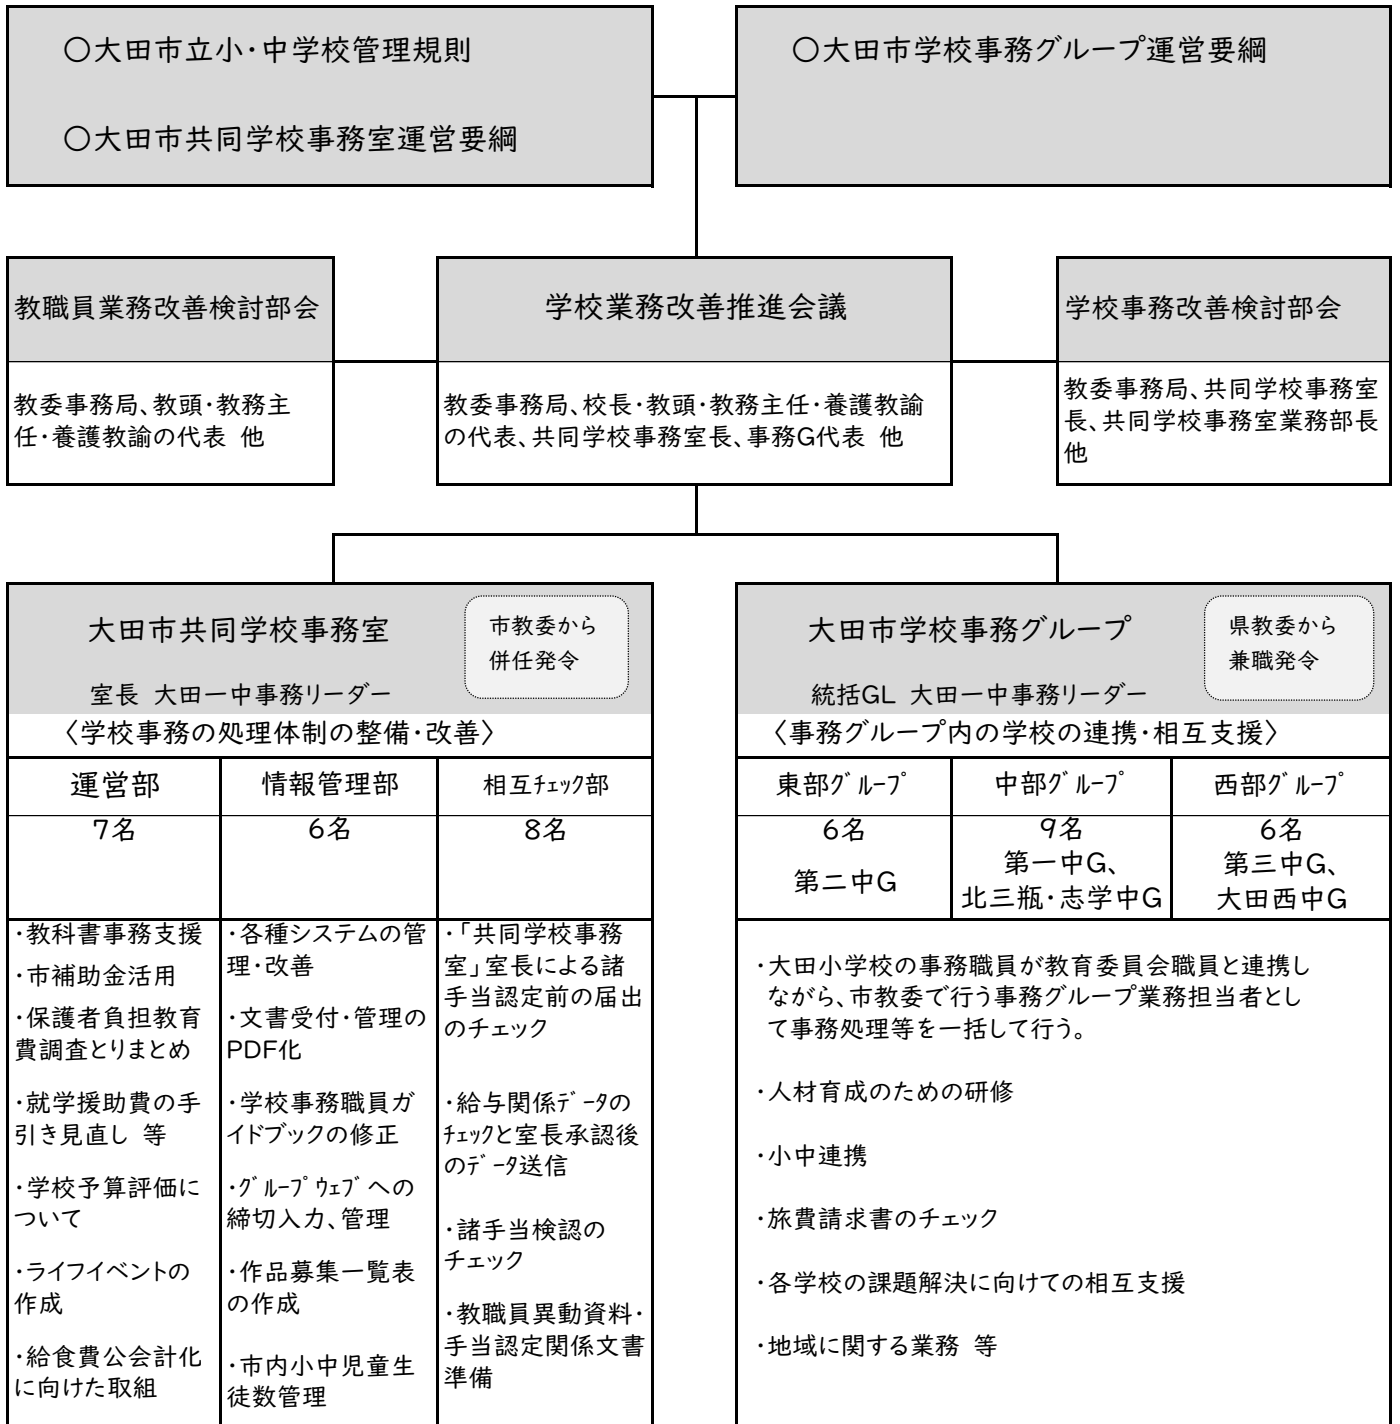 〇大田市立小・中学校管理規則
〇大田市共同学校事務室運営要綱
〇大田市学校事務グループ運営要綱
教職員業務改善検討部会
教委事務局、教頭・教務主
任・養護教諭の代表 他
学校業務改善推進会議
教委事務局、校長・教頭・教務主任・養護教諭
の代表、共同学校事務室長、事務G代表 他
学校事務改善検討部会
教委事務局、共同学校事務室
長、共同学校事務室業務部長
他
大田市共同学校事務室
市教委から
併任発令
室長 大田一中事務リーダー
〈学校事務の処理体制の整備・改善〉
運営部
7名
・教科書事務支援
・市補助金活用
・保護者負担教育
費調査とりまとめ
・就学援助費の手
引き見直し 等
・学校予算評価に
ついて
・ライフイベントの
作成
・給食費公会計化
に向けた取組
情報管理部
6名
・各種システムの管
理・改善
・文書受付・管理の
PDF化
・学校事務職員ガ
イドブックの修正
・グループウェブへの
締切入力、管理
・作品募集一覧表
の作成
・市内小中児童生
徒数管理
相互チェック部
8名
・「共同学校事務
室」室長による諸
手当認定前の届出
のチェック
・給与関係データの
チェックと室長承認後
のデータ送信
・諸手当検認の
チェック
・教職員異動資料・
手当認定関係文書
準備
大田市学校事務グループ
県教委から
兼職発令
統括GL 大田一中事務リーダー
〈事務グループ内の学校の連携・相互支援〉
東部グループ
6名
第二中G
中部グループ
9名
第一中G、
北三瓶・志学中G
西部グループ
6名
第三中G、
大田西中G
・大田小学校の事務職員が教育委員会職員と連携し
ながら、市教委で行う事務グループ業務担当者とし
て事務処理等を一括して行う。
・人材育成のための研修
・小中連携
・旅費請求書のチェック
・各学校の課題解決に向けての相互支援
・地域に関する業務 等